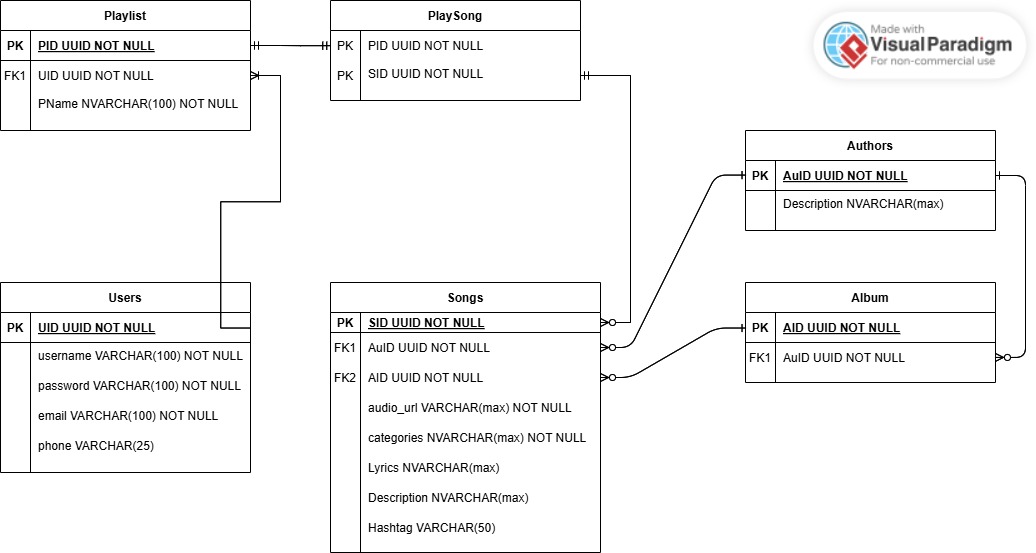 Playlist
PK PID UUID NOT NULL
FK1 UID UUID NOT NULL
PName NVARCHAR(100) NOT NULL
PlaySong
PK PID UUID NOT NULL
PK SID UUID NOT NULL
Made with
VisualParadigm
For non-commercial use
Authors
PK AuID UUID NOT NULL
Description NVARCHAR(max)
Users
PK UID UUID NOT NULL
username VARCHAR(100) NOT NULL
password VARCHAR(100) NOT NULL
email VARCHAR(100) NOT NULL
phone VARCHAR(25)
Songs
PK SID UUID NOT NULL
FK1 AuID UUID NOT NULL
FK2 AID UUID NOT NULL
audio_url VARCHAR(max) NOT NULL
categories NVARCHAR(max) NOT NULL
Lyrics NVARCHAR(max)
Description NVARCHAR(max)
Hashtag VARCHAR(50)
Album
PK AID UUID NOT NULL
FK1 AuID UUID NOT NULL